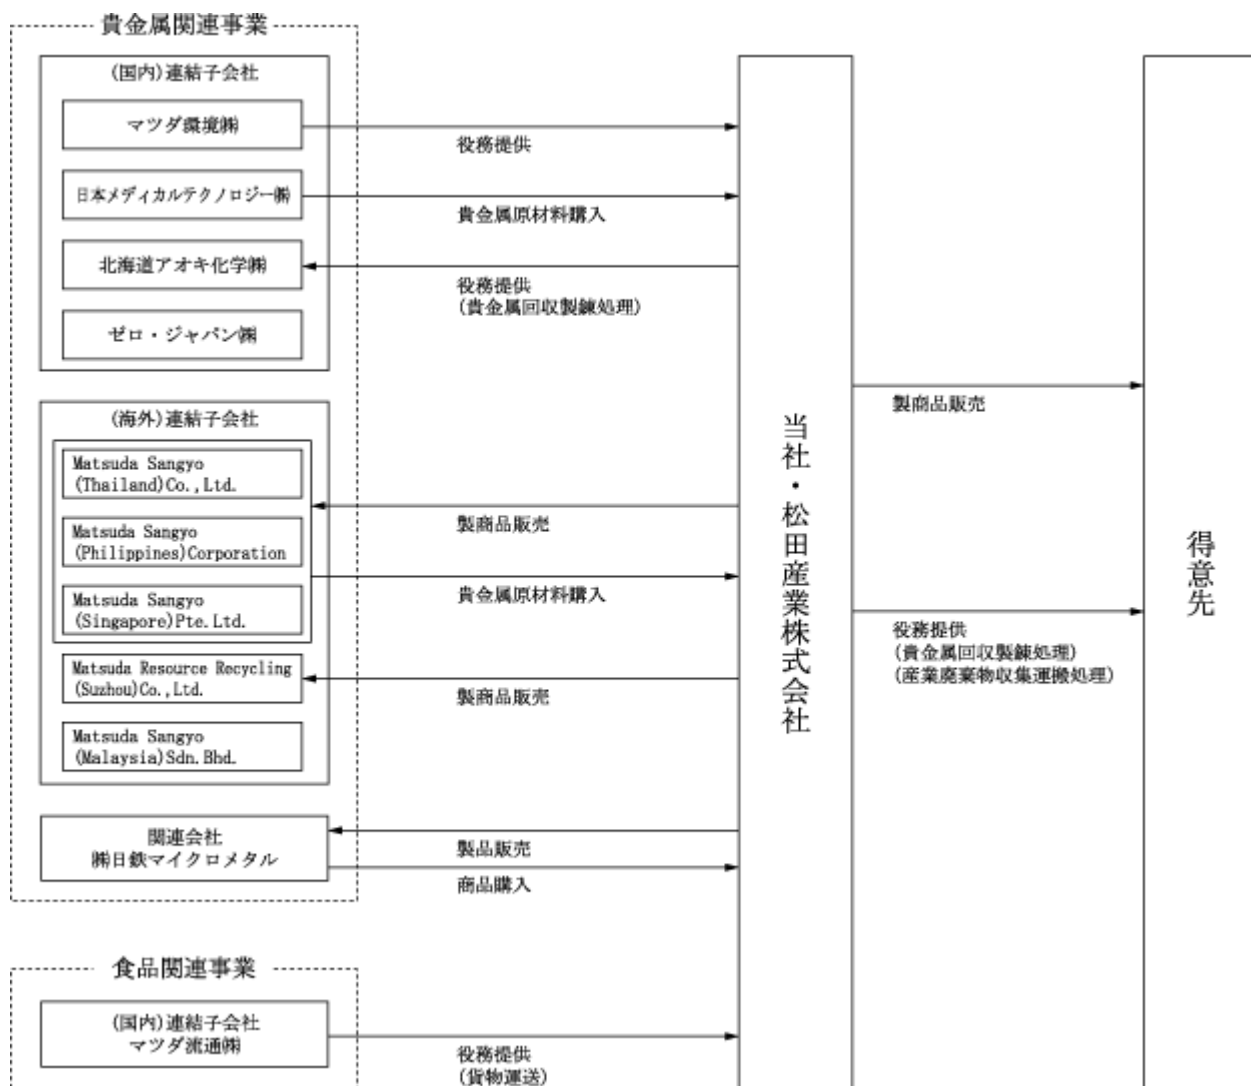 貴金属関連事業
(国内)連結子会社
マツダ環境㈱
役務提供
日本メディカルテクノロジー㈱
貴金属原材料購入
北海道アオキ化学㈱
役務提供
(貴金属回収製錬処理)
ゼロ・ジャパン㈱
(海外)連結子会社
Matsuda Sangyo
(Thailand)Co.,Ltd.
製商品販売
Matsuda Sangyo
(Philippines)Corporation
貴金属原材料購入
Matsuda Sangyo
(Singapore)Pte.Ltd.
Matsuda Resource Recycling
(Suzhou)Co.,Ltd.
製商品販売
Matsuda Sangyo
(Malaysia)Sdn.Bhd.
関連会社
㈱日鉄マイクロメタル
製品販売
商品購入
食品関連事業
(国内)連結子会社
マツダ流通㈱
役務提供
(貨物運送)
当社・松田産業株式会社
製商品販売
役務提供
(貴金属回収製錬処理)
(産業廃棄物収集運搬処理)
得意先